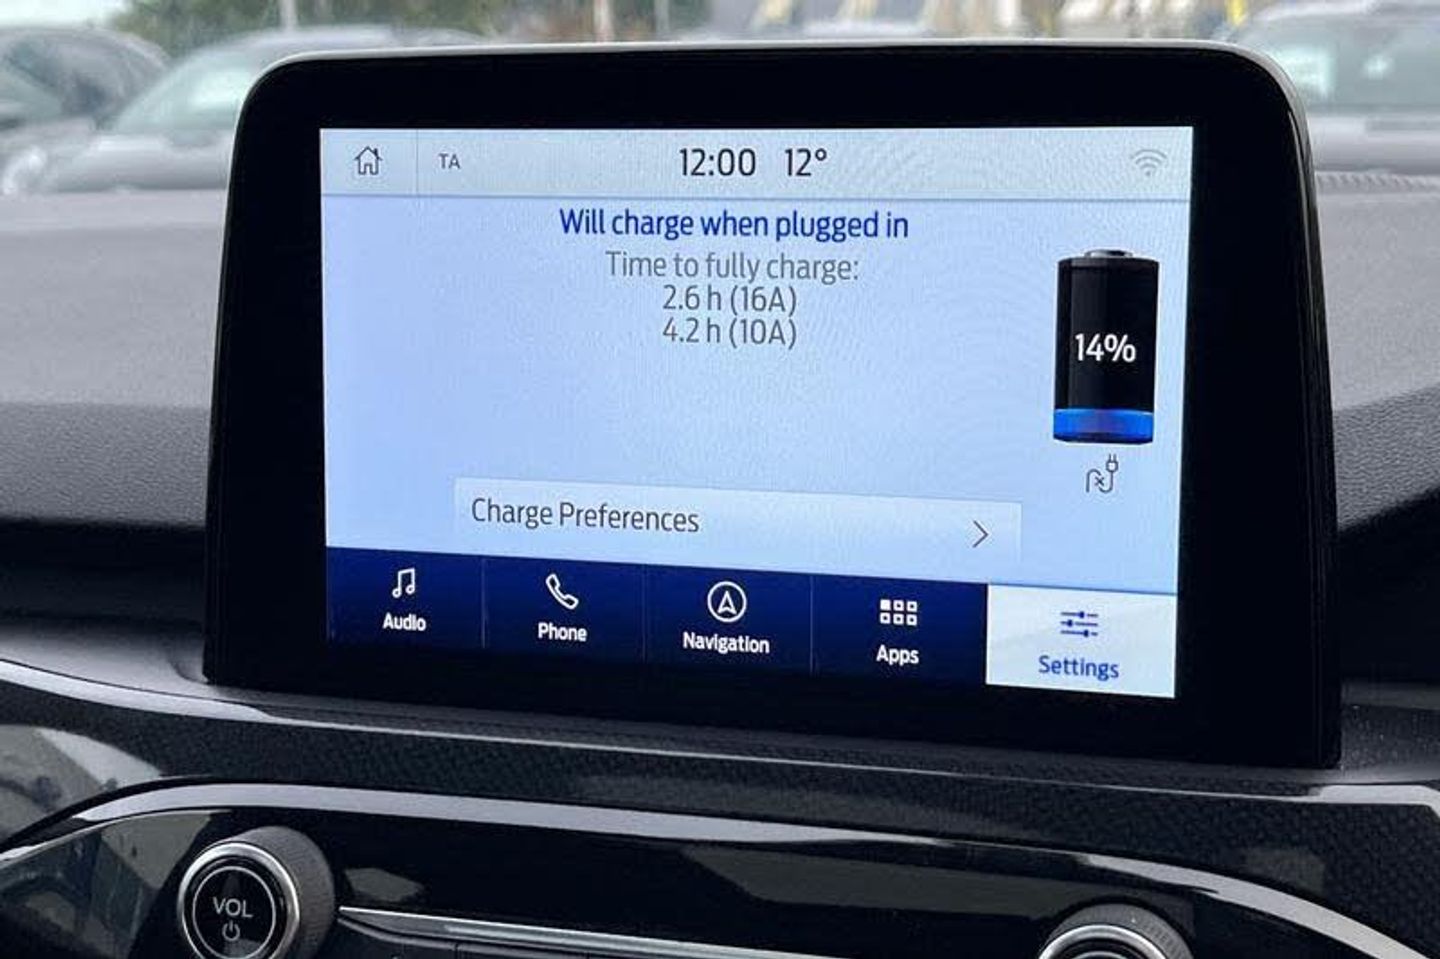 TA 12:00 12°
Will charge when plugged in
Time to fully charge:
2.6 h (16A)
4.2 h (10A)
14%
Charge Preferences
Audio Phone Navigation Apps Settings
VOL